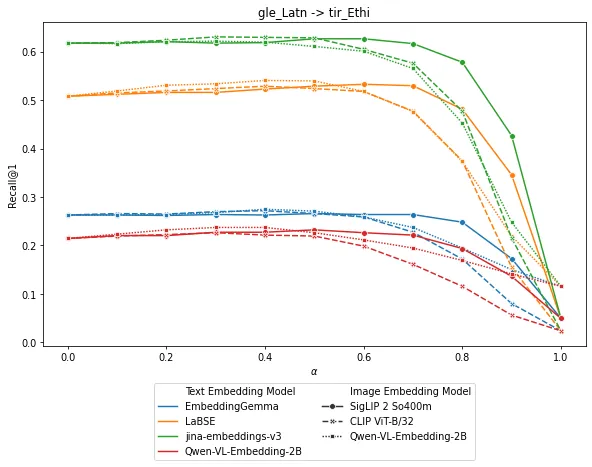 gle_Latn -> tir_Ethi
Recall@1
0.6
0.5
0.4
0.3
0.2
0.1
0.0
0.0 0.2 0.4 0.6 0.8 1.0
α
Text Embedding Model Image Embedding Model
EmbeddingGemma SigLIP 2 So400m
LaBSE CLIP ViT-B/32
jina-embeddings-v3 Qwen-VL-Embedding-2B
Qwen-VL-Embedding-2B